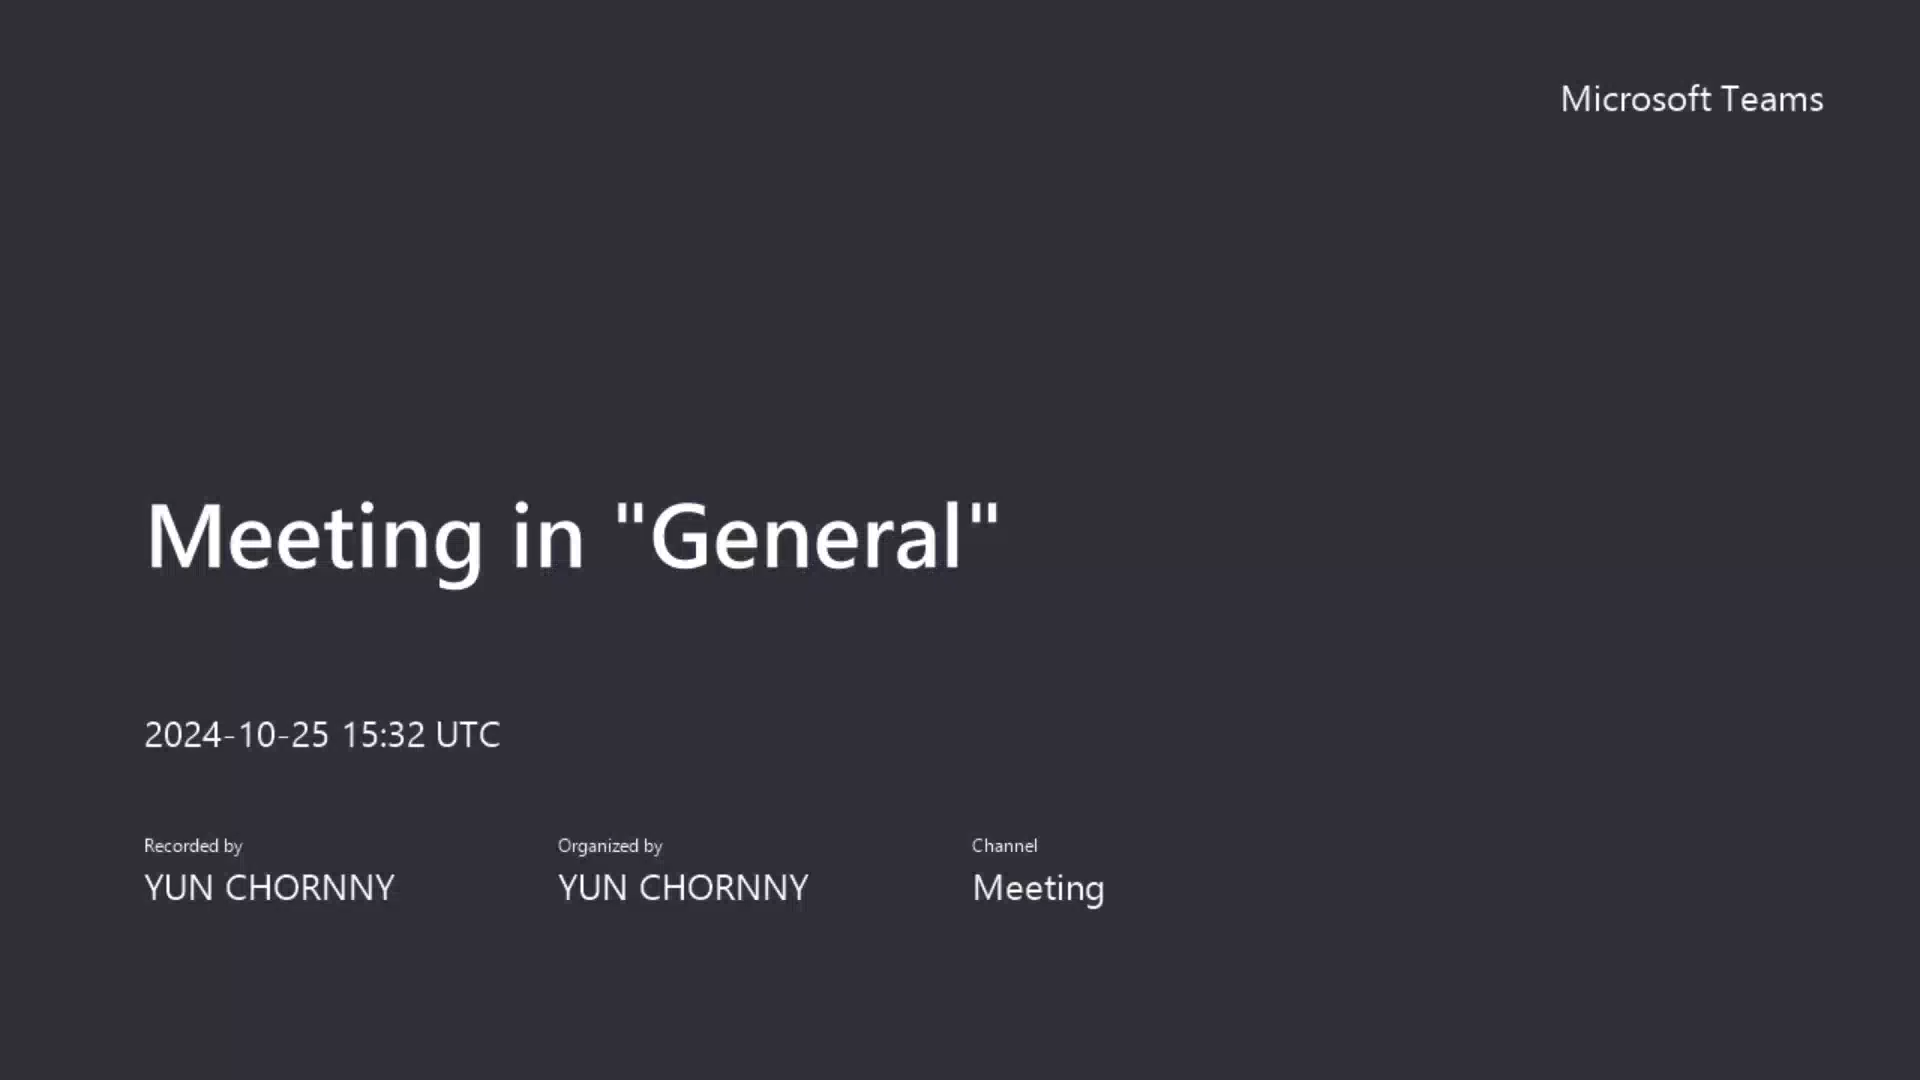 Microsoft Teams
Meeting in "General"
2024-10-25 15:32 UTC
Recorded by
YUN CHORNNY
Organized by
YUN CHORNNY
Channel
Meeting